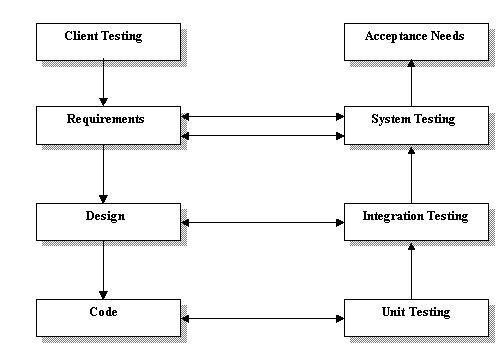 Client Testing
Acceptance Needs
Requirements
System Testing
Design
Integration Testing
Code
Unit Testing